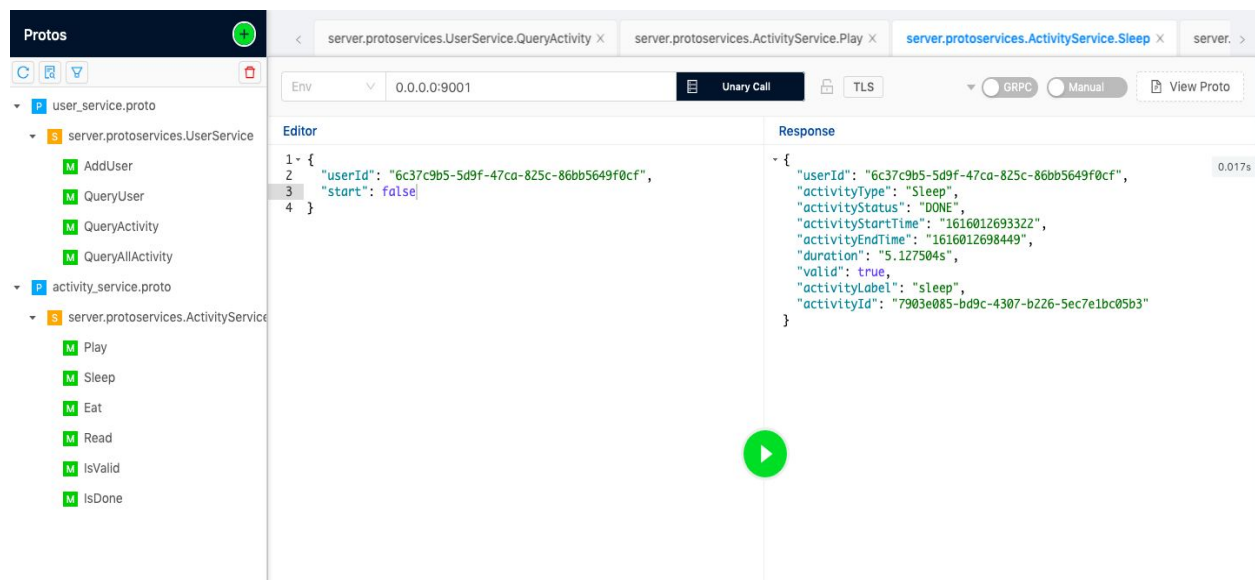 Protos
server.protoservices.UserService.QueryActivity
server.protoservices.ActivityService.Play
server.protoservices.ActivityService.Sleep
server.
Env
0.0.0.0:9001
Unary Call
TLS
GRPC
Manual
View Proto
P user_service.proto
S server.protoservices.UserService
M AddUser
M QueryUser
M QueryActivity
M QueryAllActivity
P activity_service.proto
S server.protoservices.ActivityService
M Play
M Sleep
M Eat
M Read
M IsValid
M IsDone
Editor
1 {
2 "userId": "6c37c9b5-5d9f-47ca-825c-86bb5649f0cf",
3 "start": false
4 }
Response
0.017s
{
"userId": "6c37c9b5-5d9f-47ca-825c-86bb5649f0cf",
"activityType": "Sleep",
"activityStatus": "DONE",
"activityStartTime": "1616012693322",
"activityEndTime": "1616012698449",
"duration": "5.127504s",
"valid": true,
"activityLabel": "sleep",
"activityId": "7903e085-bd9c-4307-b226-5ec7e1bc05b3"
}